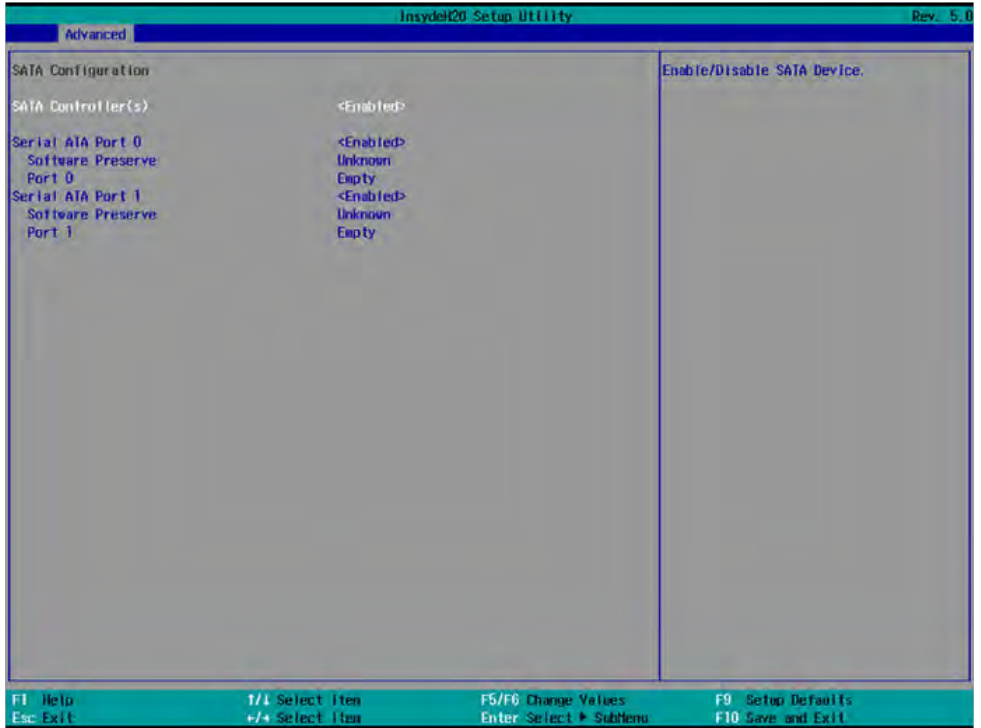 InsydeH20 Setup Utility Rev. 5.0
Advanced
SATA Configuration
Enable/Disable SATA Device.
SATA Controller(s) <Enabled>
Serial ATA Port 0 <Enabled>
Software Preserve Unknown
Port 0 Empty
Serial ATA Port 1 <Enabled>
Software Preserve Unknown
Port 1 Empty
F1 Help ↑/↓ Select Item F5/F6 Change Values F9 Setup Defaults
Esc Exit ←/→ Select Item Enter Select ▶ SubMenu F10 Save and Exit